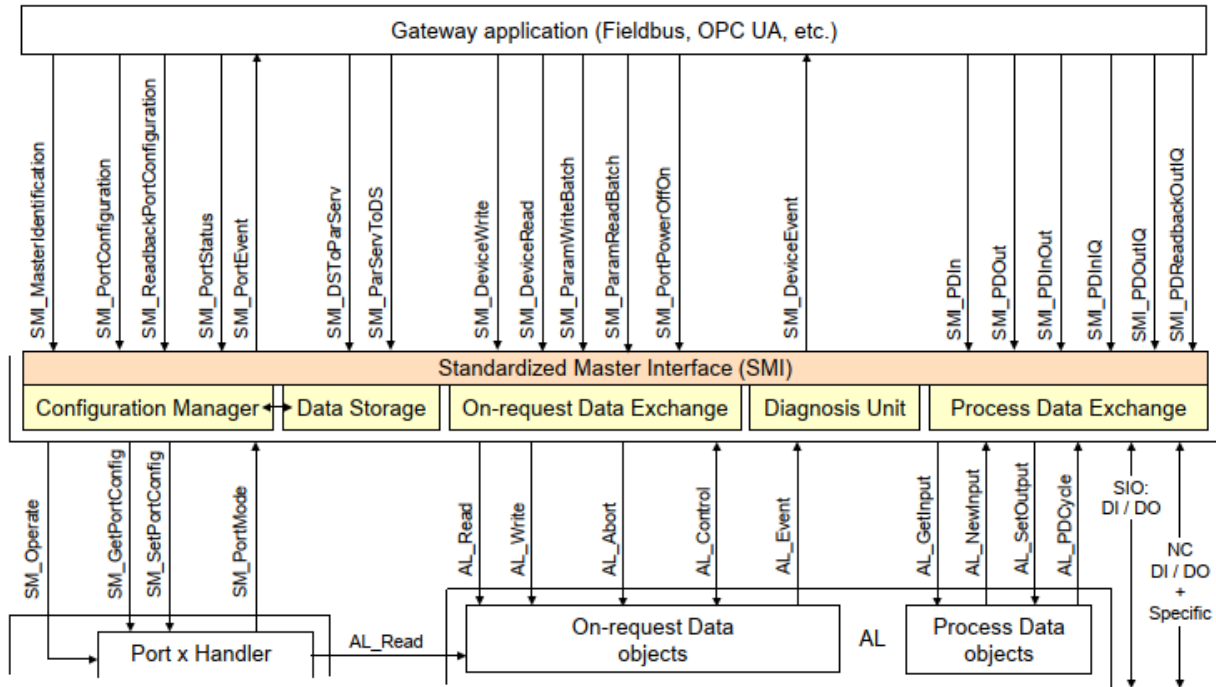 Gateway application (Fieldbus, OPC UA, etc.)
SMI_MasterIdentification
SMI_PortConfiguration
SMI_ReadbackPortConfiguration
SMI_PortStatus
SMI_PortEvent
SMI_DSToParServ
SMI_ParServToDS
SMI_DeviceWrite
SMI_DeviceRead
SMI_ParamWriteBatch
SMI_ParamReadBatch
SMI_PortPowerOffOn
SMI_DeviceEvent
SMI_PDIn
SMI_PDOut
SMI_PDInOut
SMI_PDInIQ
SMI_PDOutIQ
SMI_PDReadbackOutIQ
Standardized Master Interface (SMI)
Configuration Manager
Data Storage
On-request Data Exchange
Diagnosis Unit
Process Data Exchange
SM_Operate
SM_GetPortConfig
SM_SetPortConfig
SM_PortMode
AL_Read
AL_Write
AL_Abort
AL_Control
AL_Event
AL_GetInput
AL_NewInput
AL_SetOutput
AL_PDCycle
SIO:
DI / DO
NC
DI / DO
+
Specific
Port x Handler
AL_Read
On-request Data
objects
AL
Process Data
objects